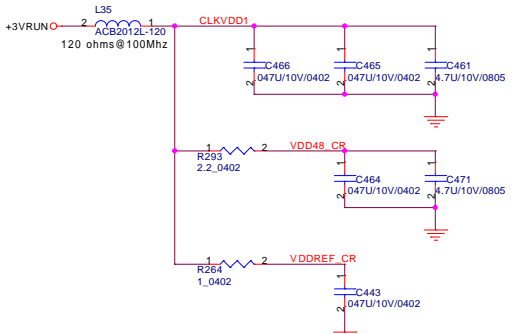 L35
+3VRUN 2 1 CLKVDD1
ACB2012L-120
120 ohms@100Mhz
1 1 1
C466 C465 C461
.047U/10V/0402 .047U/10V/0402 4.7U/10V/0805
2 2 2
1 2 VDD48_CR
R293
2.2_0402
1 1
C464 C471
.047U/10V/0402 4.7U/10V/0805
2 2
1 2 VDDREF_CR
R264
1_0402
1
C443
.047U/10V/0402
2